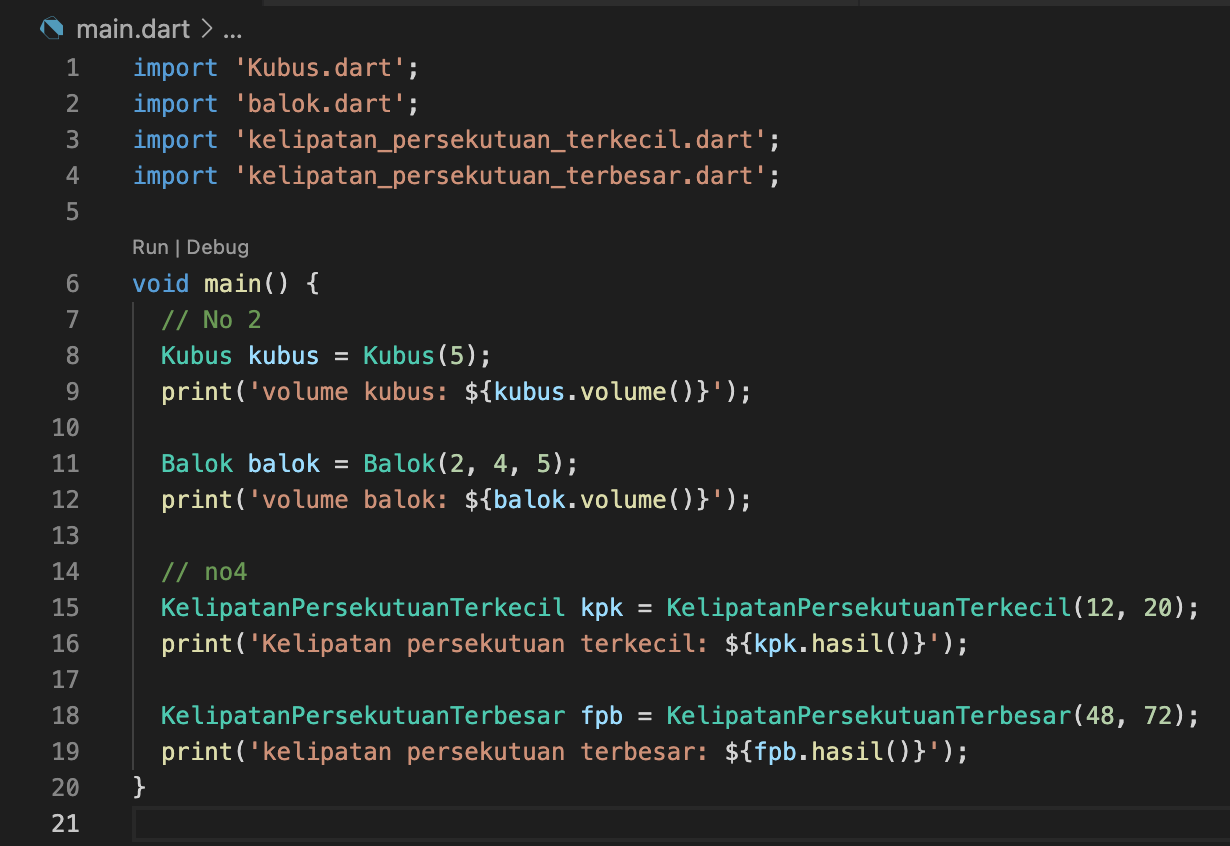 main.dart > ...
1 import 'Kubus.dart';
2 import 'balok.dart';
3 import 'kelipatan_persekutuan_terkecil.dart';
4 import 'kelipatan_persekutuan_terbesar.dart';
5
Run | Debug
6 void main() {
7 // No 2
8 Kubus kubus = Kubus(5);
9 print('volume kubus: ${kubus.volume()}');
10
11 Balok balok = Balok(2, 4, 5);
12 print('volume balok: ${balok.volume()}');
13
14 // no4
15 KelipatanPersekutuanTerkecil kpk = KelipatanPersekutuanTerkecil(12, 20);
16 print('Kelipatan persekutuan terkecil: ${kpk.hasil()}');
17
18 KelipatanPersekutuanTerbesar fpb = KelipatanPersekutuanTerbesar(48, 72);
19 print('kelipatan persekutuan terbesar: ${fpb.hasil()}');
20 }
21